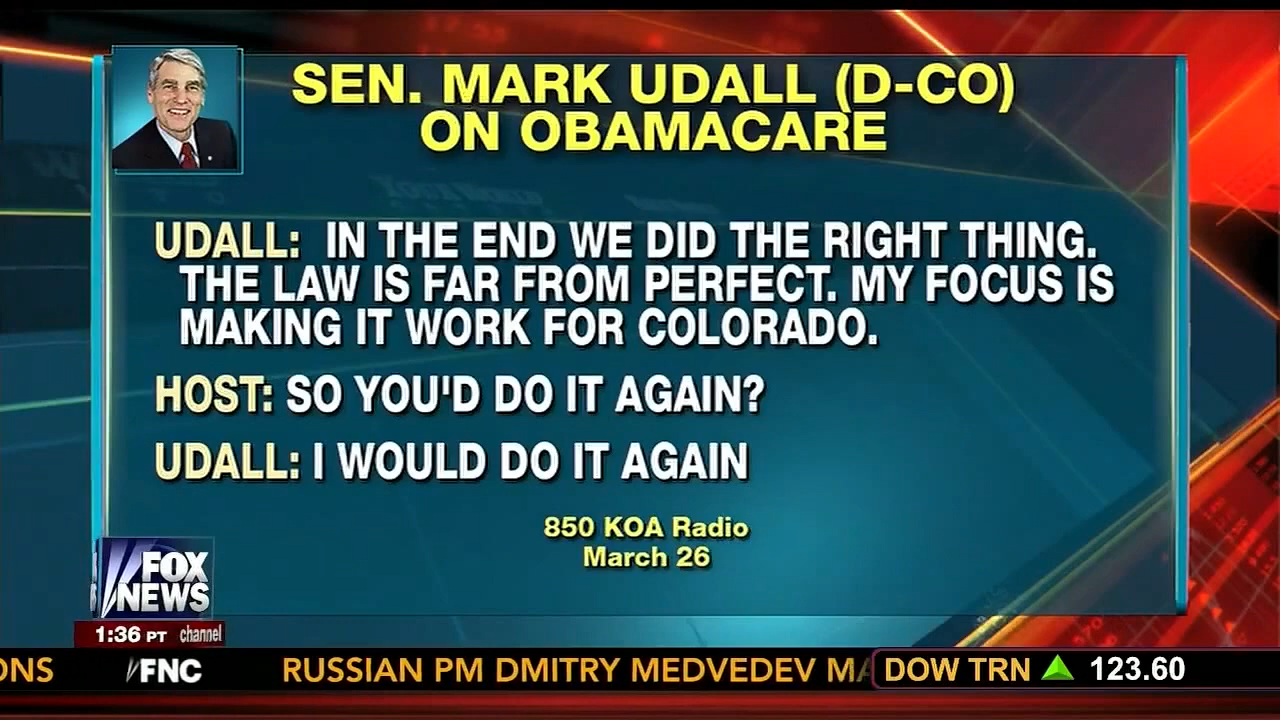 SEN. MARK UDALL (D-CO)
ON OBAMACARE
UDALL: IN THE END WE DID THE RIGHT THING.
THE LAW IS FAR FROM PERFECT. MY FOCUS IS
MAKING IT WORK FOR COLORADO.
HOST: SO YOU'D DO IT AGAIN?
UDALL: I WOULD DO IT AGAIN
850 KOA Radio
March 26
FOX
NEWS
1:36 PT channel
ONS FNC RUSSIAN PM DMITRY MEDVEDEV MA DOW TRN 123.60